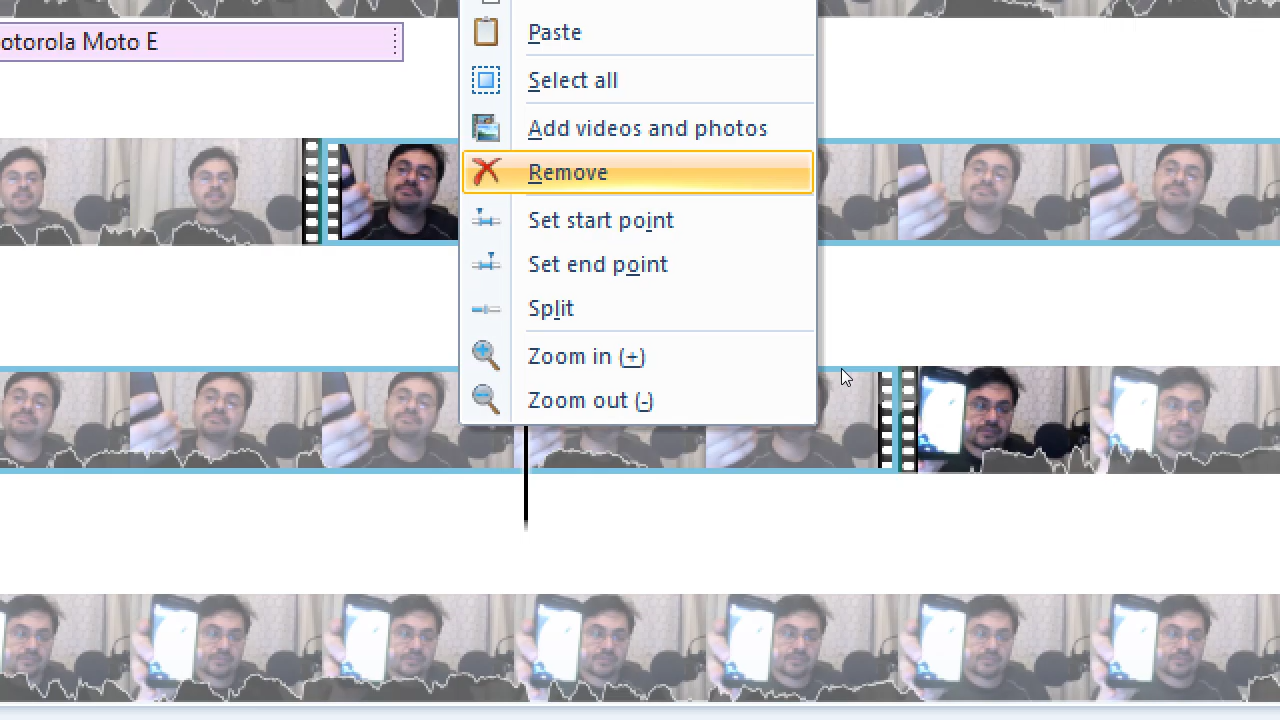 Paste
otorola Moto E
Select all
Add videos and photos
Remove
Set start point
Set end point
Split
Zoom in (+)
Zoom out (-)